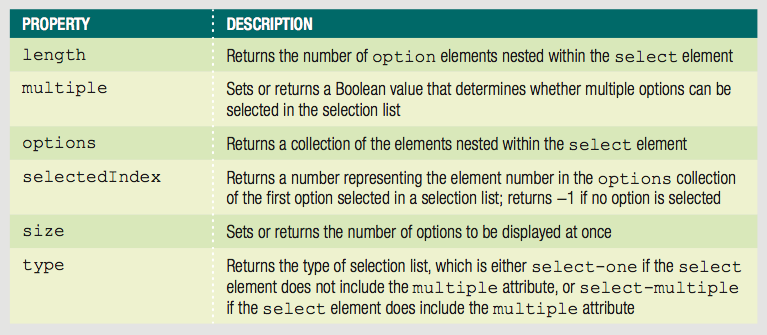 PROPERTY DESCRIPTION
length Returns the number of option elements nested within the select element
multiple Sets or returns a Boolean value that determines whether multiple options can be
selected in the selection list
options Returns a collection of the elements nested within the select element
selectedIndex Returns a number representing the element number in the options collection
of the first option selected in a selection list; returns −1 if no option is selected
size Sets or returns the number of options to be displayed at once
type Returns the type of selection list, which is either select-one if the select
element does not include the multiple attribute, or select-multiple
if the select element does include the multiple attribute